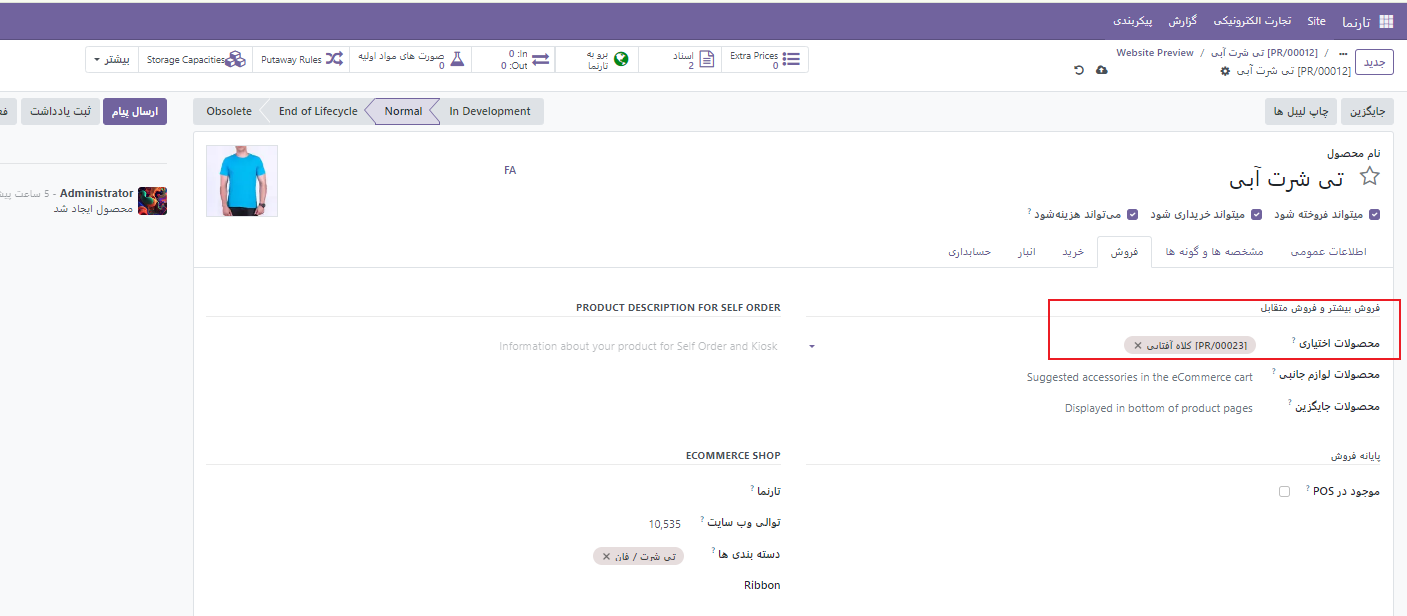 تارنما Site تجارت الکترونیکی گزارش پیکربندی
جدید
... / [PR/00012] تی شرت آبی / Website Preview
[PR/00012] تی شرت آبی
Extra Prices 0
اسناد 2
برو به تارنما
In: 0
Out: 0
صورت های مواد اولیه 0
Putaway Rules
Storage Capacities
بیشتر
جایگزین
چاپ لیبل ها
In Development
Normal
End of Lifecycle
Obsolete
ارسال پیام
ثبت یادداشت
Administrator - 5 ساعت
محصول ایجاد شد
نام محصول
تی شرت آبی
FA
میتواند فروخته شود
میتواند خریداری شود
می‌تواند هزینه‌شود ?
اطلاعات عمومی
مشخصه ها و گونه ها
فروش
خرید
انبار
حسابداری
فروش بیشتر و فروش متقابل
محصولات اختیاری ?
[PR/00023] کلاه آفتابی ×
محصولات لوازم جانبی ?
Suggested accessories in the eCommerce cart
محصولات جایگزین ?
Displayed in bottom of product pages
PRODUCT DESCRIPTION FOR SELF ORDER
Information about your product for Self Order and Kiosk
پایانه فروش
موجود در POS ?
ECOMMERCE SHOP
تارنما ?
توالی وب سایت ?
10,535
دسته بندی ها ?
تی شرت / فان ×
Ribbon